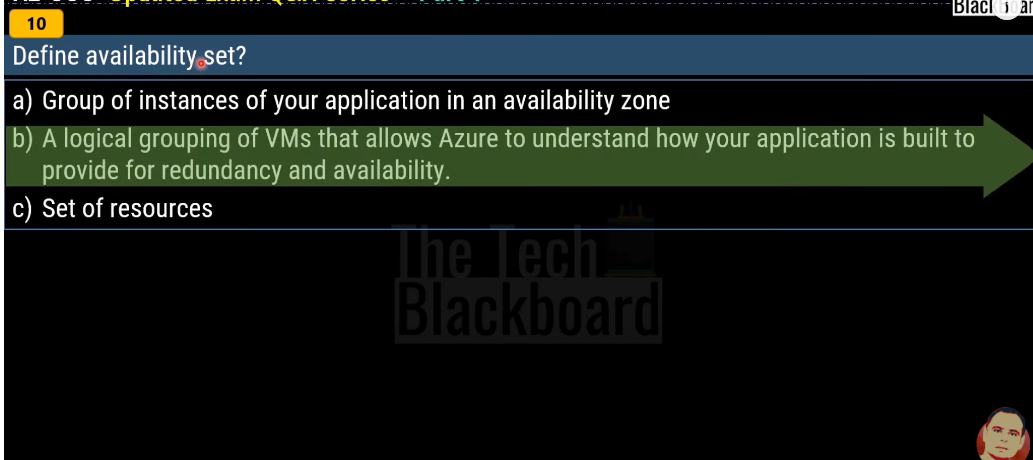 10
Define availability set?
a) Group of instances of your application in an availability zone
b) A logical grouping of VMs that allows Azure to understand how your application is built to
provide for redundancy and availability.
c) Set of resources
The Tech
Blackboard